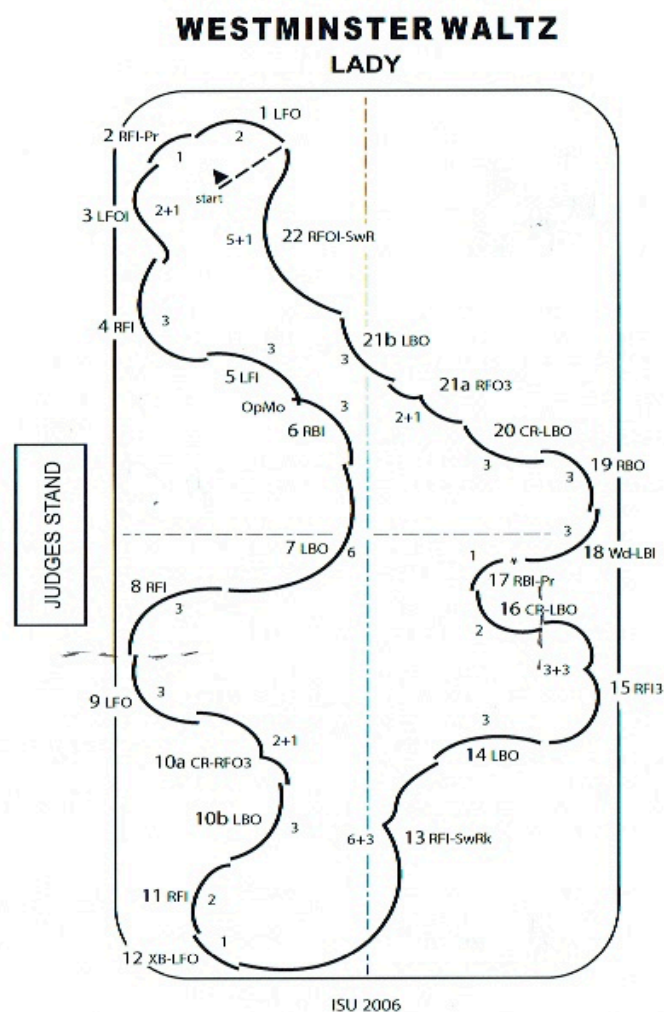 WESTMINSTER WALTZ
LADY
1 LFO
2
2 RFI-Pr
1
start
3 LFOI
2+1
5+1
22 RFOI-SwR
4 RFI
3
3
5 LFI
OpMo
3
21b LBO
21a RFO3
2+1
3
6 RBI
20 CR-LBO
3
19 RBO
3
JUDGES STAND
7 LBO
6
3
18 Wd-LBI
1
17 RBI-Pr
16 CR-LBO
2
8 RFI
3
3+3
15 RFI3
9 LFO
3
3
14 LBO
10a CR-RFO3
2+1
10b LBO
3
6+3
13 RFI-SwRk
11 RFI
2
1
12 XB-LFO
ISU 2006